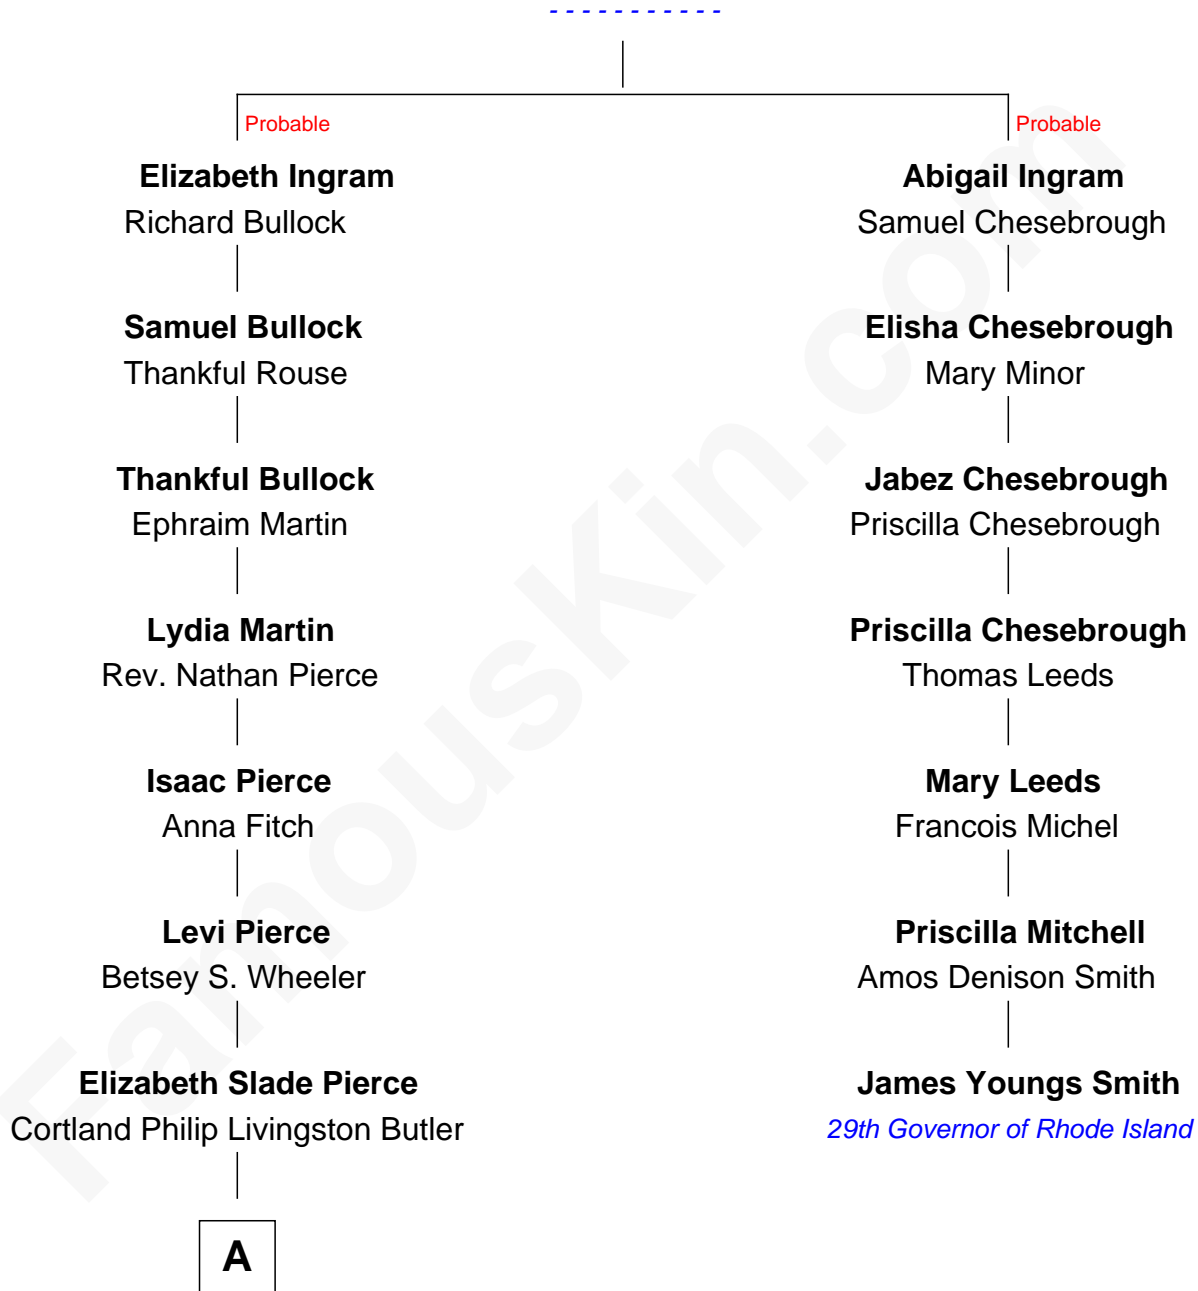 - - - - - - - - - - -
Probable
Probable
Elizabeth Ingram
Richard Bullock
Abigail Ingram
Samuel Chesebrough
Samuel Bullock
Thankful Rouse
Elisha Chesebrough
Mary Minor
Thankful Bullock
Ephraim Martin
Jabez Chesebrough
Priscilla Chesebrough
Lydia Martin
Rev. Nathan Pierce
Priscilla Chesebrough
Thomas Leeds
Isaac Pierce
Anna Fitch
Mary Leeds
Francois Michel
Levi Pierce
Betsey S. Wheeler
Priscilla Mitchell
Amos Denison Smith
Elizabeth Slade Pierce
Cortland Philip Livingston Butler
James Youngs Smith
29th Governor of Rhode Island
A
FamousKin.com